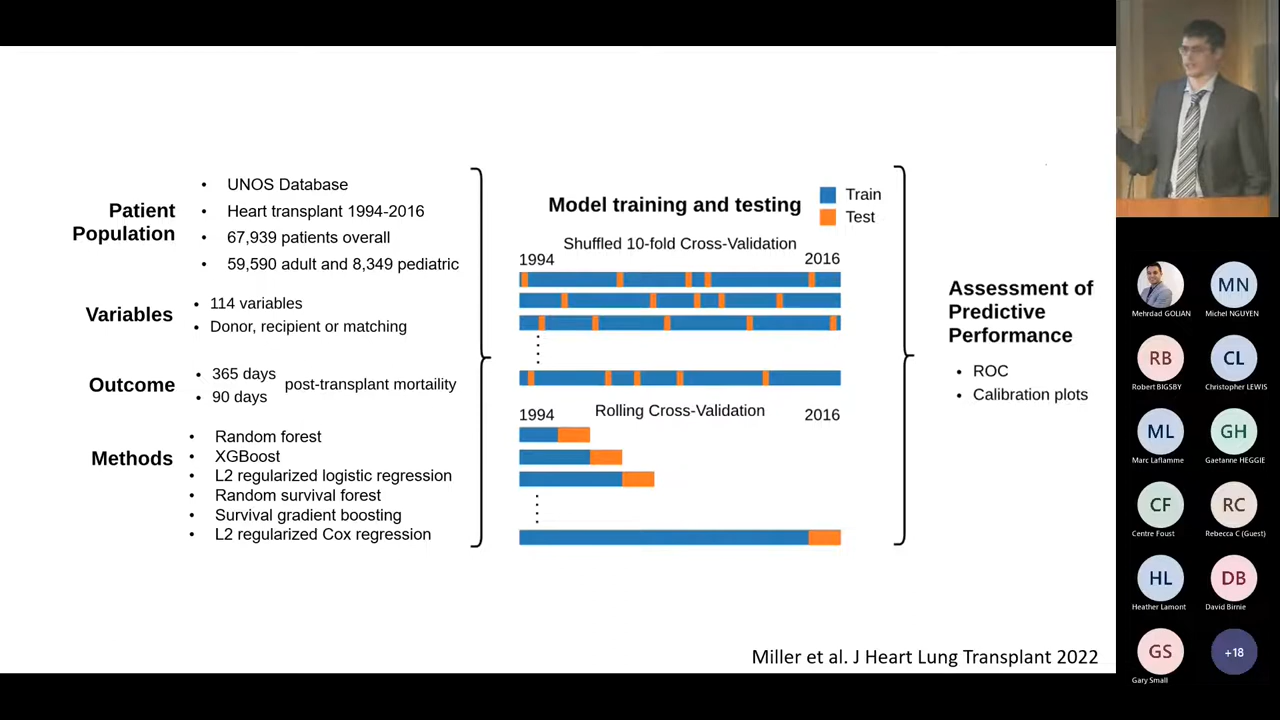 Patient
Population
• UNOS Database
• Heart transplant 1994-2016
• 67,939 patients overall
• 59,590 adult and 8,349 pediatric
Variables
• 114 variables
• Donor, recipient or matching
Outcome
• 365 days
• 90 days
post-transplant mortaility
Methods
• Random forest
• XGBoost
• L2 regularized logistic regression
• Random survival forest
• Survival gradient boosting
• L2 regularized Cox regression
Model training and testing
Train
Test
Shuffled 10-fold Cross-Validation
1994 2016
Rolling Cross-Validation
1994 2016
Assessment of
Predictive
Performance
• ROC
• Calibration plots
Miller et al. J Heart Lung Transplant 2022
Mehrdad GOLIAN
MN
Michel NGUYEN
RB
Robert BIGSBY
CL
Christopher LEWIS
ML
Marc Laflamme
GH
Gaetanne HEGGIE
CF
Centre Foust
RC
Rebecca C (Guest)
HL
Heather Lamont
DB
David Birnie
GS
Gary Small
+18